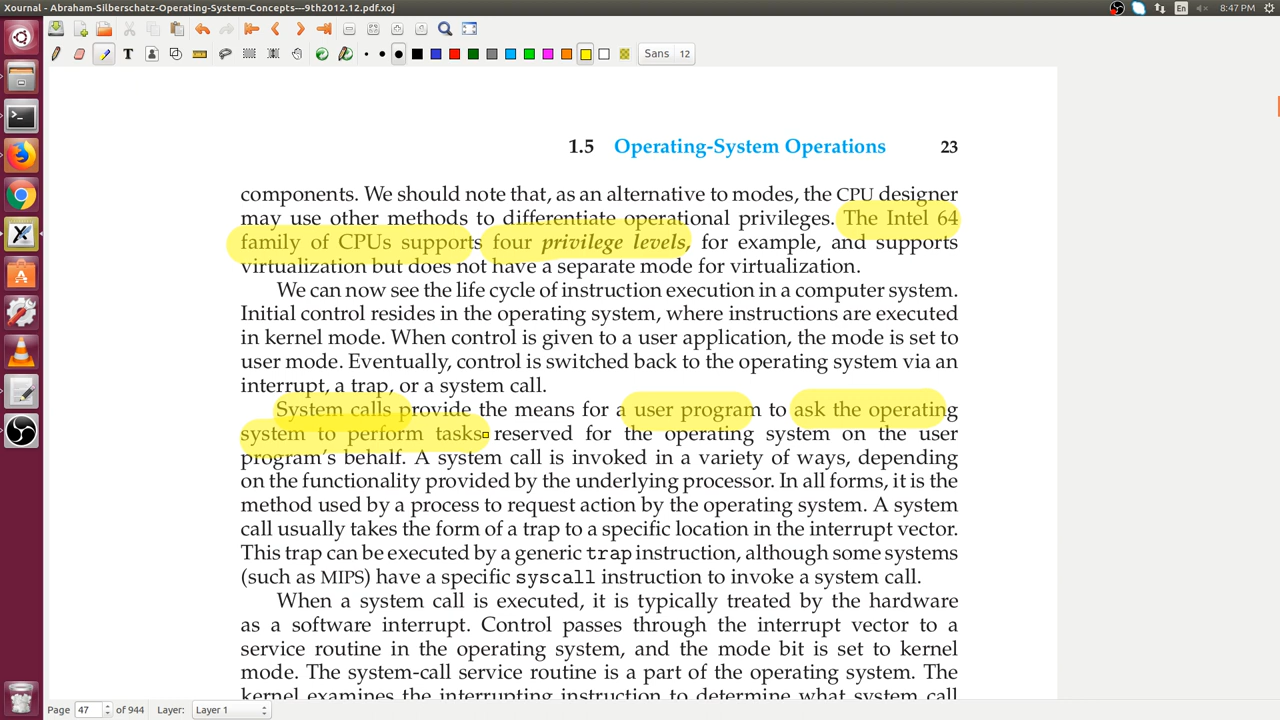 Xournal - Abraham-Silberschatz-Operating-System-Concepts---9th2012.12.pdf.xoj
En
8:47 PM
T
Sans 12
1.5 Operating-System Operations 23
components. We should note that, as an alternative to modes, the CPU designer
may use other methods to differentiate operational privileges. The Intel 64
family of CPUs supports four privilege levels, for example, and supports
virtualization but does not have a separate mode for virtualization.
We can now see the life cycle of instruction execution in a computer system.
Initial control resides in the operating system, where instructions are executed
in kernel mode. When control is given to a user application, the mode is set to
user mode. Eventually, control is switched back to the operating system via an
interrupt, a trap, or a system call.
System calls provide the means for a user program to ask the operating
system to perform tasks reserved for the operating system on the user
program's behalf. A system call is invoked in a variety of ways, depending
on the functionality provided by the underlying processor. In all forms, it is the
method used by a process to request action by the operating system. A system
call usually takes the form of a trap to a specific location in the interrupt vector.
This trap can be executed by a generic trap instruction, although some systems
(such as MIPS) have a specific syscall instruction to invoke a system call.
When a system call is executed, it is typically treated by the hardware
as a software interrupt. Control passes through the interrupt vector to a
service routine in the operating system, and the mode bit is set to kernel
mode. The system-call service routine is a part of the operating system. The
kernel examines the interrupting instruction to determine what system call
Page 47 of 944 Layer: Layer 1